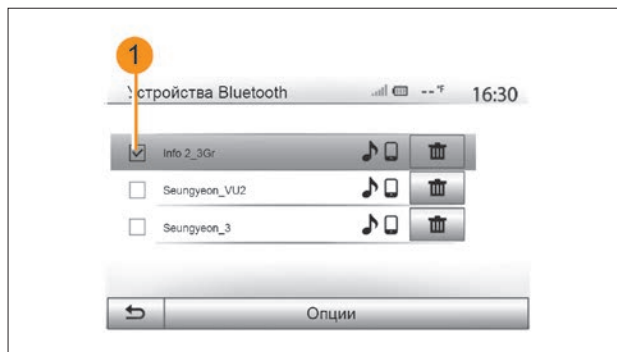 1
Устройства Bluetooth --°F 16:30
Info 2_3Gr
Seungyeon_VU2
Seungyeon_3
Опции